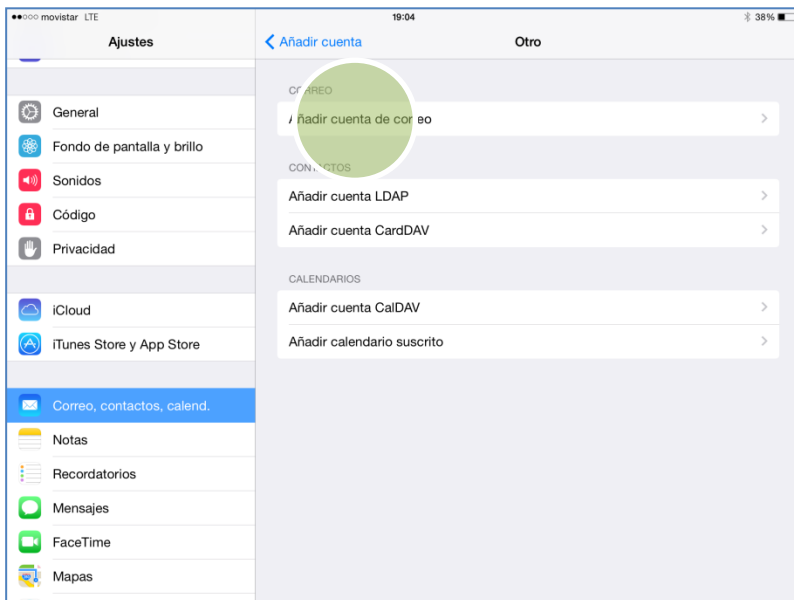 movistar LTE 19:04 38%
Ajustes
Añadir cuenta
Otro
General
Fondo de pantalla y brillo
Sonidos
Código
Privacidad
iCloud
iTunes Store y App Store
Correo, contactos, calend.
Notas
Recordatorios
Mensajes
FaceTime
Mapas
CORREO
Añadir cuenta de correo
CONTACTOS
Añadir cuenta LDAP
Añadir cuenta CardDAV
CALENDARIOS
Añadir cuenta CalDAV
Añadir calendario suscrito